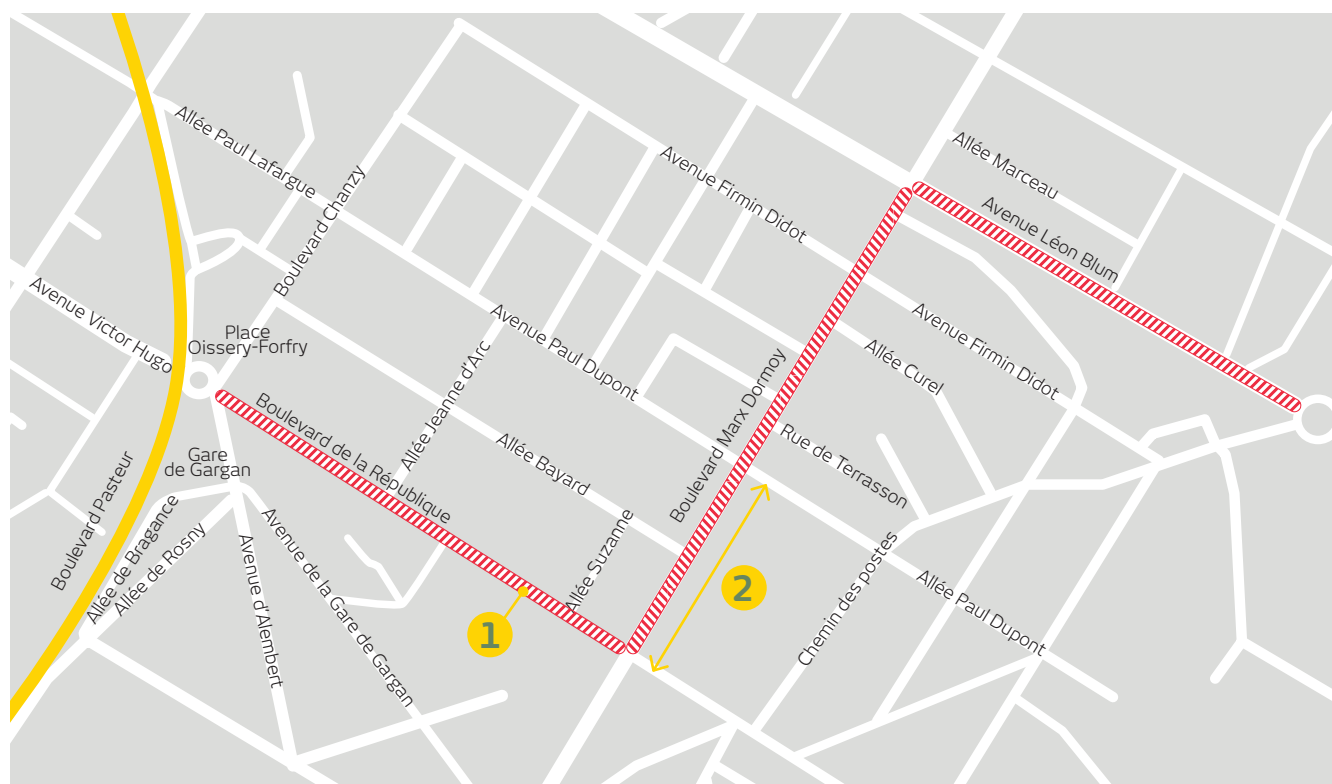 Allée Paul Lafargue
Boulevard Chanzy
Avenue Firmin Didot
Allée Marceau
Avenue Léon Blum
Avenue Victor Hugo
Place
Oissery-Forfry
Avenue Paul Dupont
Allée Jeanne d'Arc
Boulevard Marx Dormoy
Allée Curel
Avenue Firmin Didot
Boulevard de la République
Gare
de Gargan
Allée Bayard
Rue de Terrasson
Boulevard Pasteur
Allée de Bragance
Allée de Rosny
Avenue d'Alembert
Avenue de la Gare de Gargan
Allée Suzanne
1
2
Chemin des postes
Allée Paul Dupont